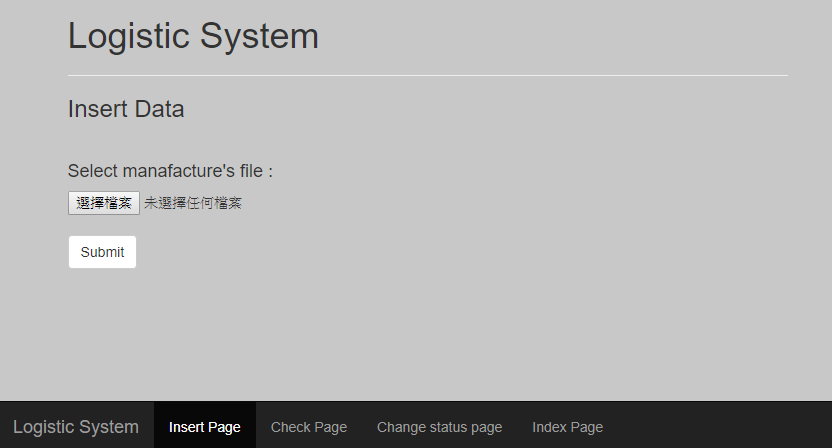 Logistic System
Insert Data
Select manafacture's file :
選擇檔案 未選擇任何檔案
Submit
Logistic System Insert Page Check Page Change status page Index Page